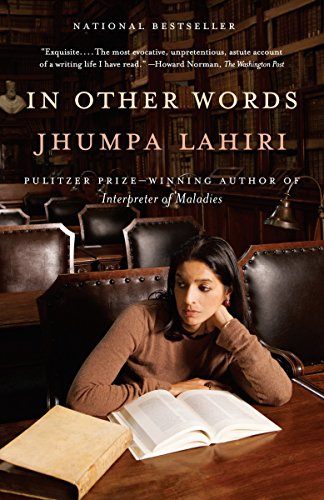 NATIONAL BESTSELLER
"Exquisite.... The most evocative, unpretentious, astute account
of a writing life I have read."—Howard Norman, The Washington Post
IN OTHER WORDS
JHUMPA LAHIRI
PULITZER PRIZE–WINNING AUTHOR OF
Interpreter of Maladies